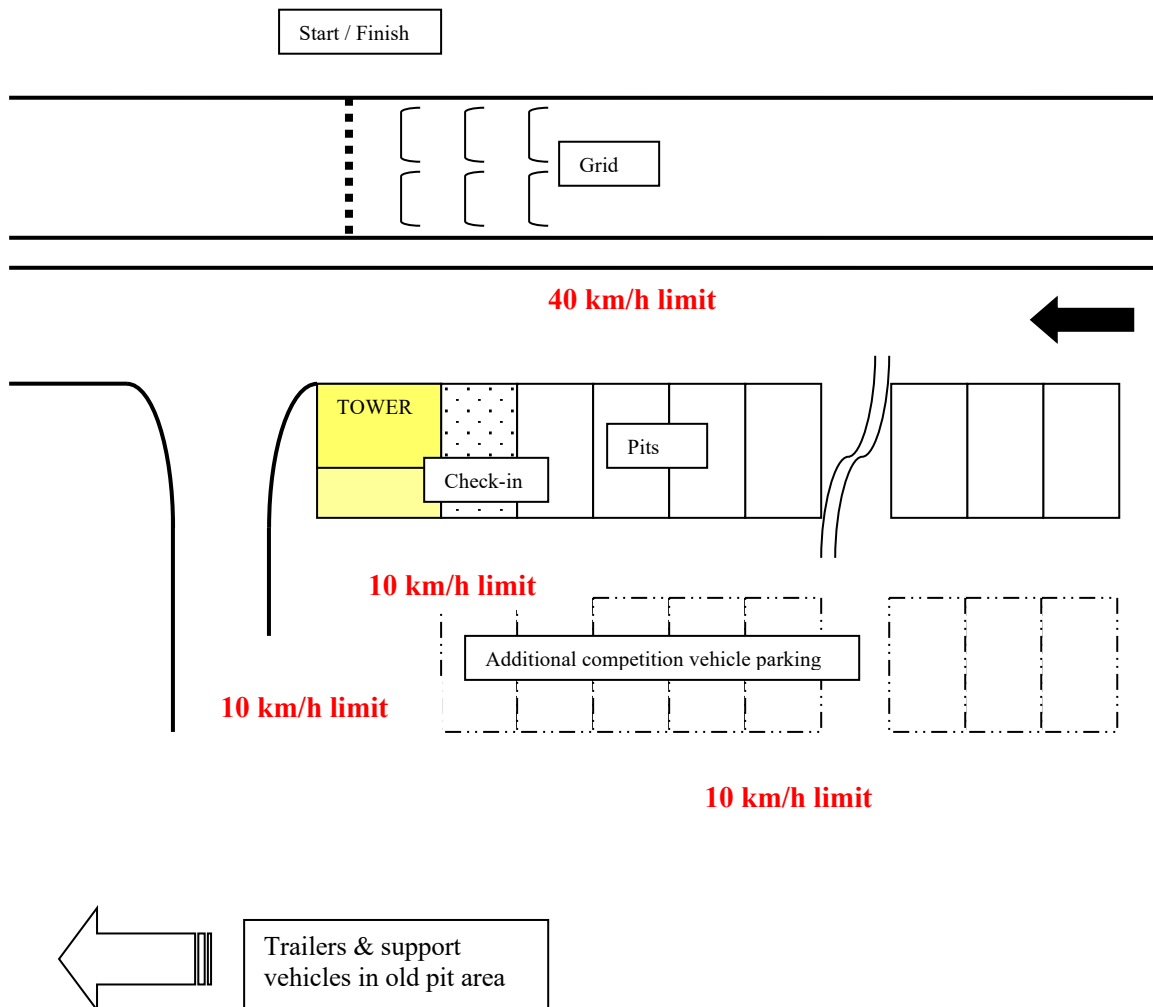 Start / Finish
Grid
40 km/h limit
TOWER
Pits
Check-in
10 km/h limit
Additional competition vehicle parking
10 km/h limit
10 km/h limit
Trailers & support
vehicles in old pit area